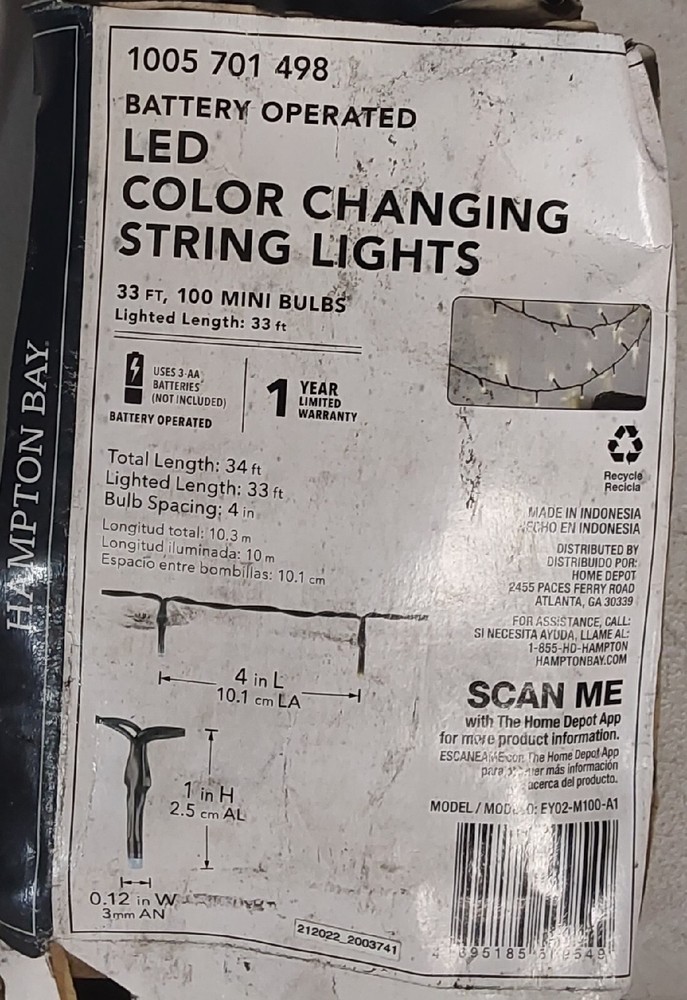 HAMPTON BAY
1005 701 498
BATTERY OPERATED
LED
COLOR CHANGING
STRING LIGHTS
33 FT, 100 MINI BULBS
Lighted Length: 33 ft
USES 3-AA
BATTERIES
(NOT INCLUDED)
BATTERY OPERATED
1 YEAR
LIMITED
WARRANTY
Total Length: 34 ft
Lighted Length: 33 ft
Bulb Spacing: 4 in
Longitud total: 10.3 m
Longitud iluminada: 10 m
Espacio entre bombillas: 10.1 cm
4 in L
10.1 cm LA
1 in H
2.5 cm AL
0.12 in W
3mm AN
212022_2003741
Recycle
Recicla
MADE IN INDONESIA
ECHO EN INDONESIA
DISTRIBUTED BY
DISTRIBUIDO POR:
HOME DEPOT
2455 PACES FERRY ROAD
ATLANTA, GA 30339
FOR ASSISTANCE, CALL:
SI NECESITA AYUDA, LLAME AL:
1-855-HD-HAMPTON
HAMPTONBAY.COM
SCAN ME
with The Home Depot App
for more product information.
ESCANEAME con The Home Depot App
para más información
acerca del producto.
MODEL / EY02-M100-A1